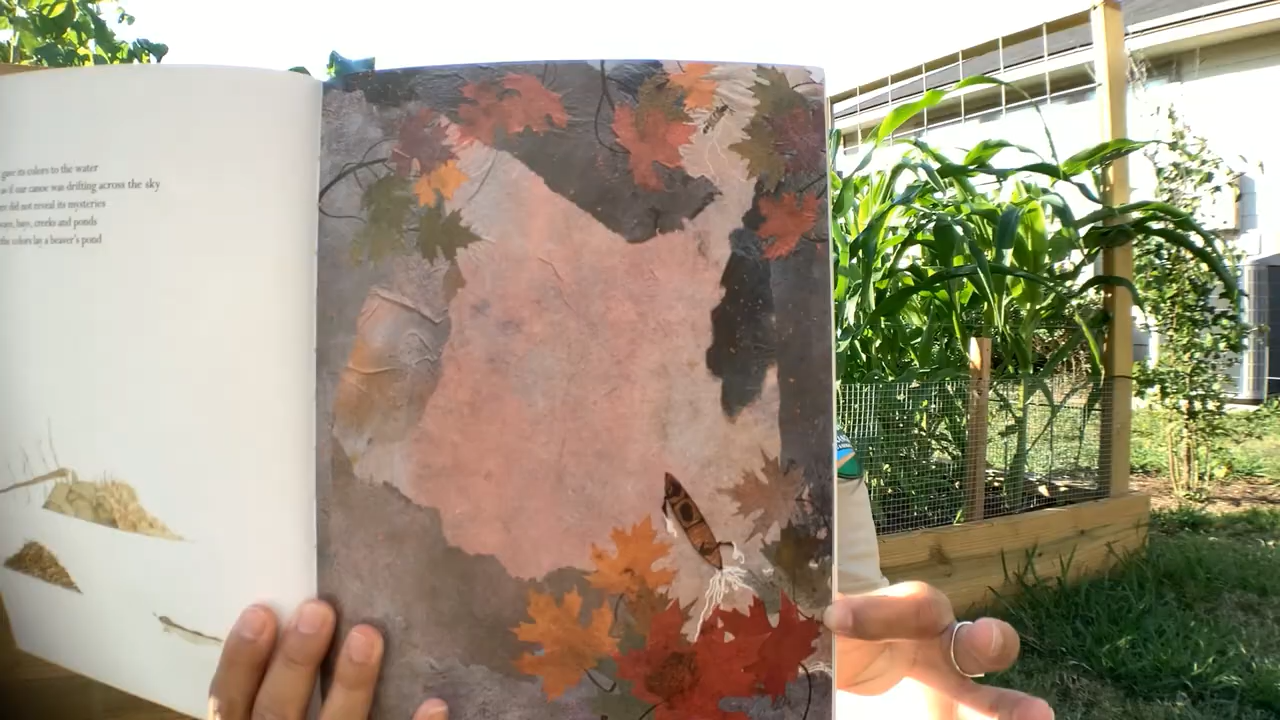 gave its colors to the water
as if our canoe was drifting across the sky
did not reveal its mysteries
bays, creeks and ponds
colors lay a beaver's pond